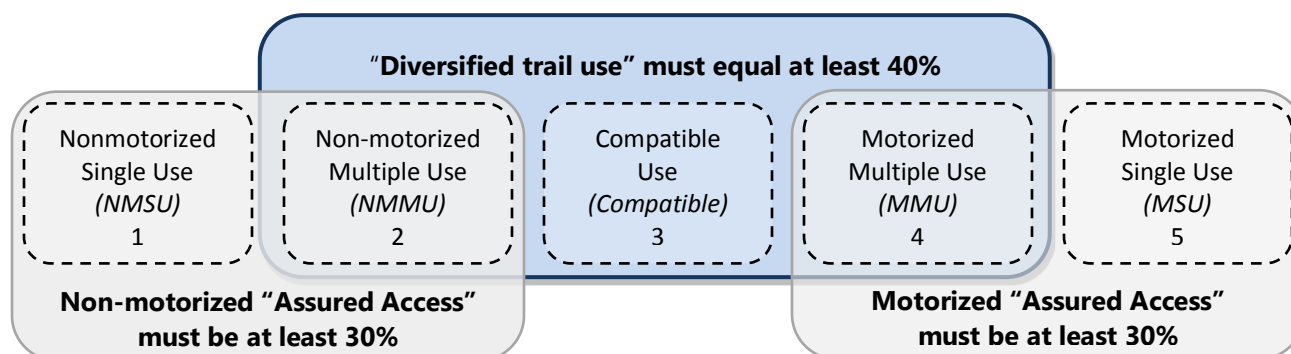 “Diversified trail use” must equal at least 40%
Nonmotorized
Single Use
(NMSU)
1
Non-motorized
Multiple Use
(NMMU)
2
Compatible
Use
(Compatible)
3
Motorized
Multiple Use
(MMU)
4
Motorized
Single Use
(MSU)
5
Non-motorized “Assured Access”
must be at least 30%
Motorized “Assured Access”
must be at least 30%